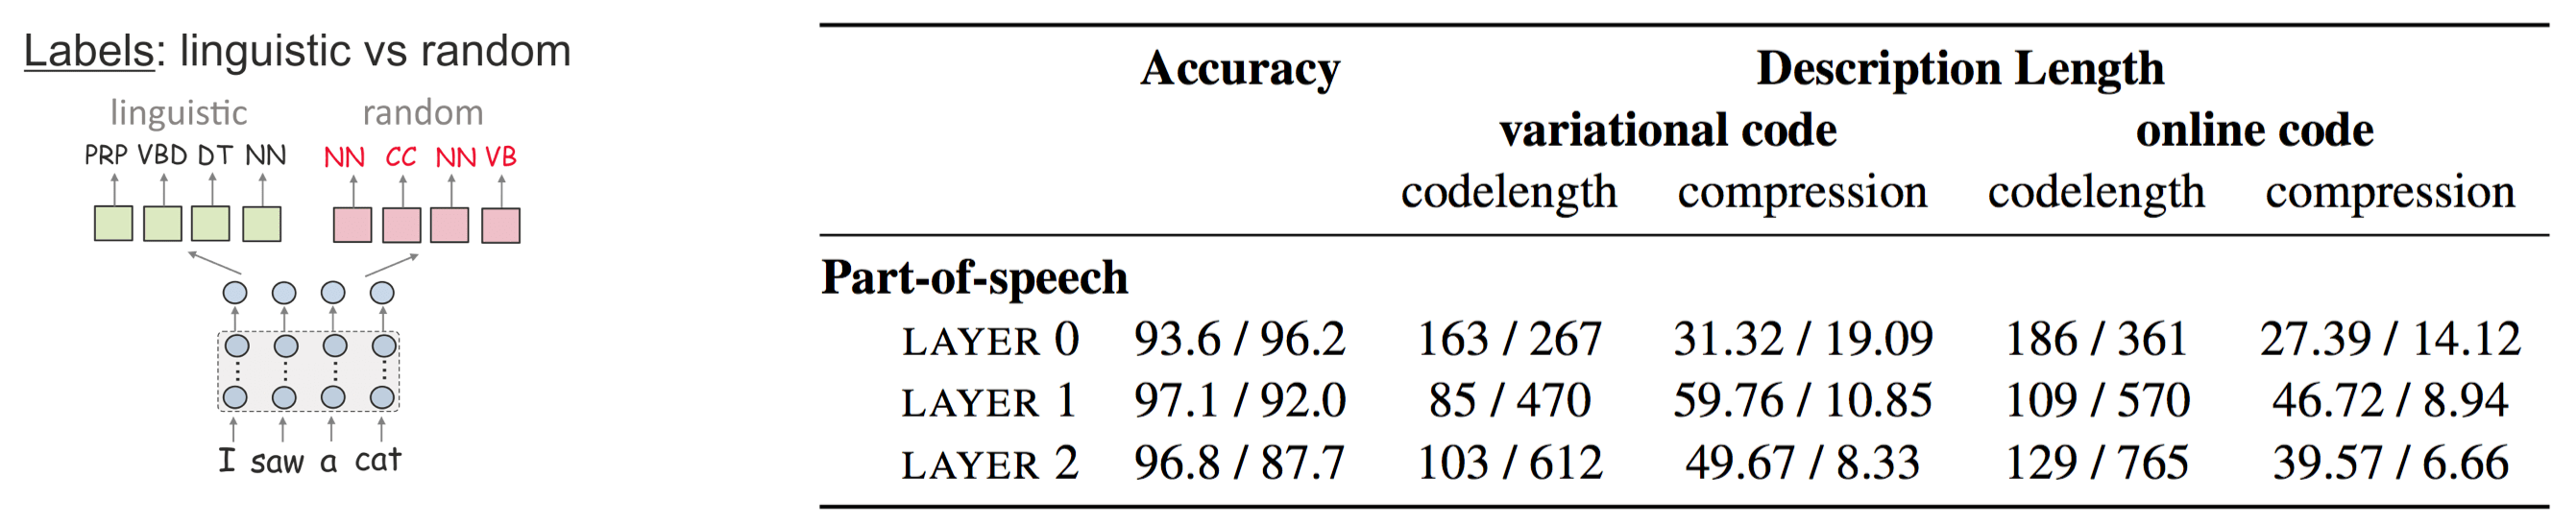 Labels: linguistic vs random
linguistic random
PRP VBD DT NN NN CC NN VB
I saw a cat
Accuracy Description Length
variational code online code
codelength compression codelength compression
Part-of-speech
LAYER 0 93.6 / 96.2 163 / 267 31.32 / 19.09 186 / 361 27.39 / 14.12
LAYER 1 97.1 / 92.0 85 / 470 59.76 / 10.85 109 / 570 46.72 / 8.94
LAYER 2 96.8 / 87.7 103 / 612 49.67 / 8.33 129 / 765 39.57 / 6.66